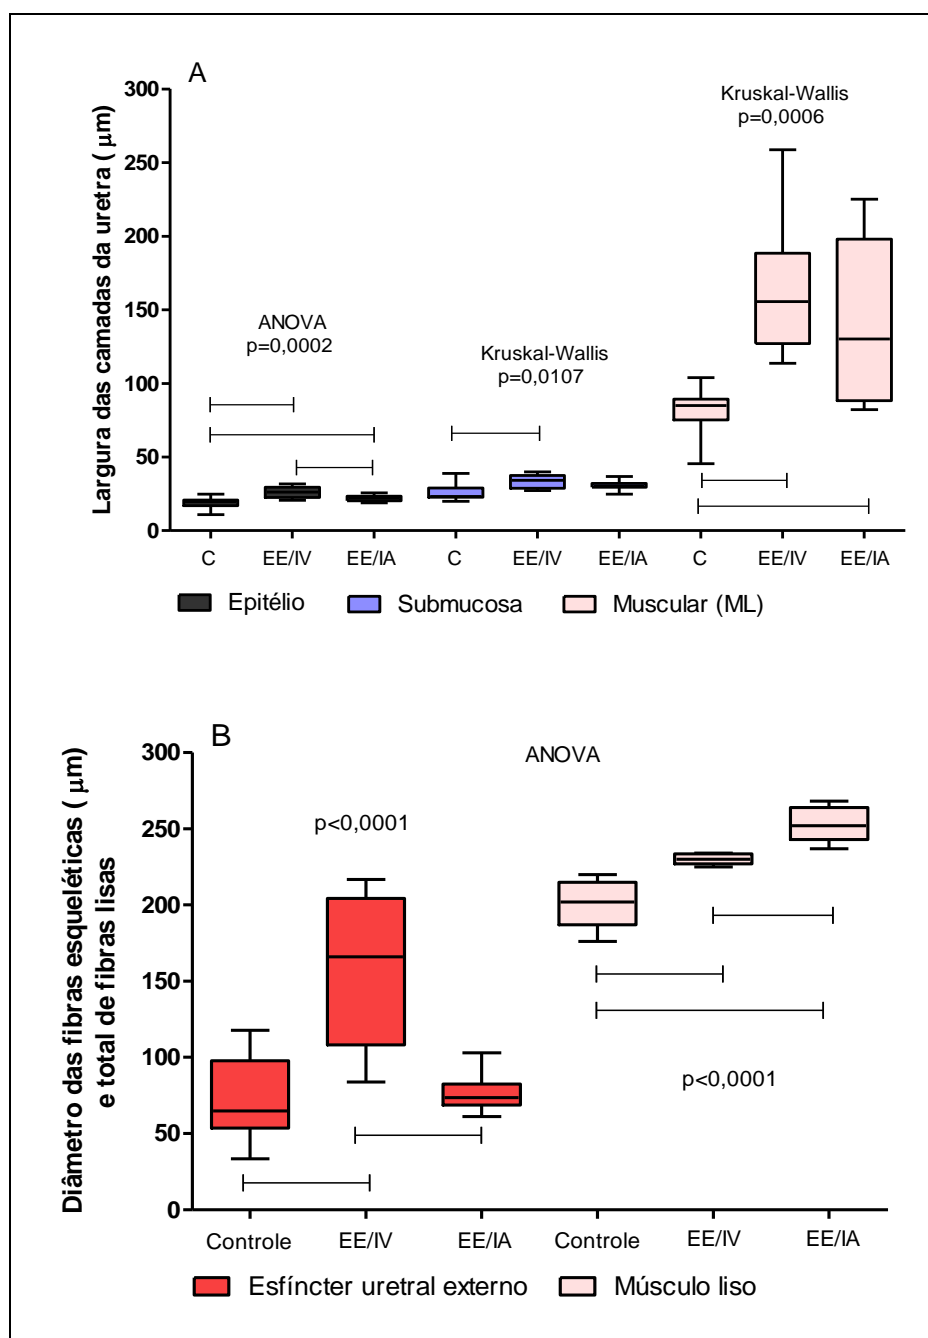 A
Largura das camadas da uretra ( µm)
300
250
200
150
100
50
0
ANOVA
p=0,0002
Kruskal-Wallis
p=0,0107
Kruskal-Wallis
p=0,0006
C EE/IV EE/IA C EE/IV EE/IA C EE/IV EE/IA
Epitélio Submucosa Muscular (ML)
B
Diâmetro das fibras esqueléticas ( µm)
e total de fibras lisas
300
250
200
150
100
50
0
ANOVA
p<0,0001
p<0,0001
Controle EE/IV EE/IA Controle EE/IV EE/IA
Esfíncter uretral externo Músculo liso